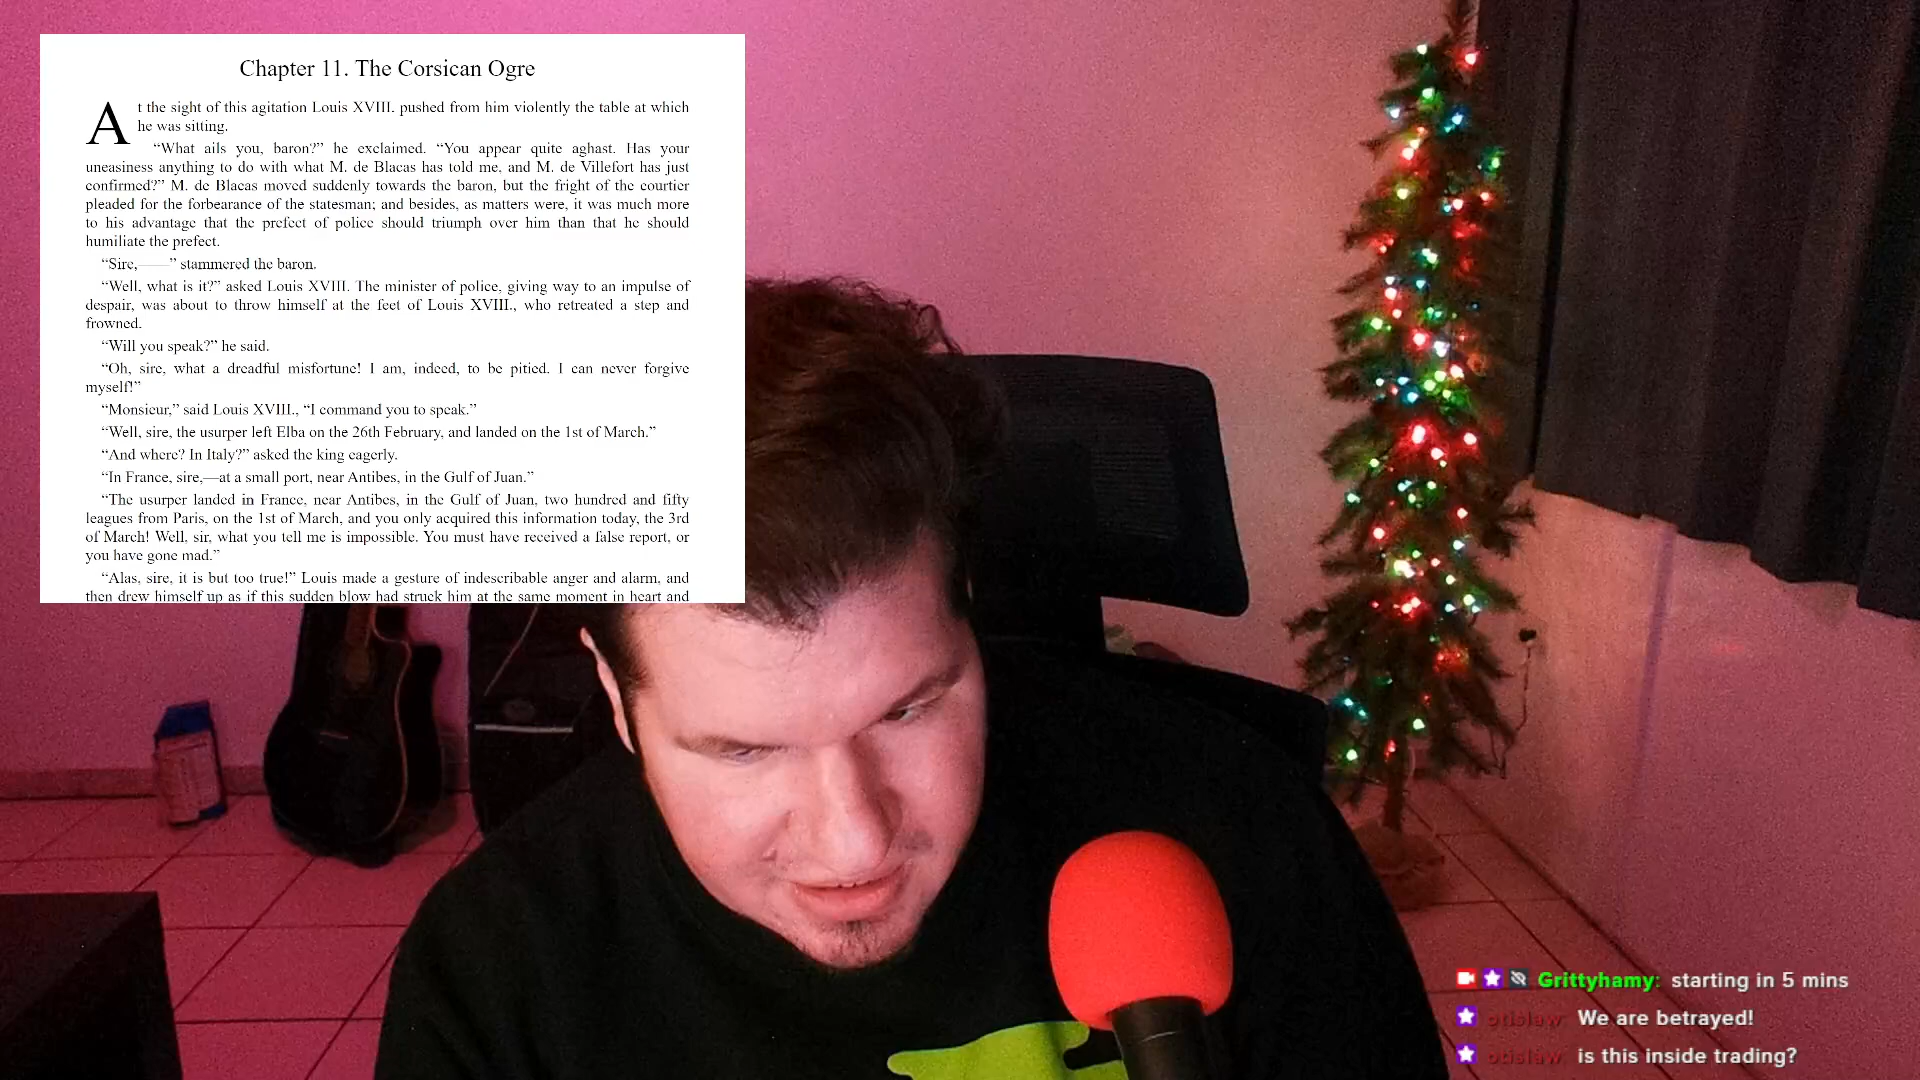 Chapter 11. The Corsican Ogre
At the sight of this agitation Louis XVIII. pushed from him violently the table at which
he was sitting.
“What ails you, baron?” he exclaimed. “You appear quite aghast. Has your
uneasiness anything to do with what M. de Blacas has told me, and M. de Villefort has just
confirmed?” M. de Blacas moved suddenly towards the baron, but the fright of the courtier
pleaded for the forbearance of the statesman; and besides, as matters were, it was much more
to his advantage that the prefect of police should triumph over him than that he should
humiliate the prefect.
“Sire,——” stammered the baron.
“Well, what is it?” asked Louis XVIII. The minister of police, giving way to an impulse of
despair, was about to throw himself at the feet of Louis XVIII., who retreated a step and
frowned.
“Will you speak?” he said.
“Oh, sire, what a dreadful misfortune! I am, indeed, to be pitied. I can never forgive
myself!”
“Monsieur,” said Louis XVIII., “I command you to speak.”
“Well, sire, the usurper left Elba on the 26th February, and landed on the 1st of March.”
“And where? In Italy?” asked the king eagerly.
“In France, sire,—at a small port, near Antibes, in the Gulf of Juan.”
“The usurper landed in France, near Antibes, in the Gulf of Juan, two hundred and fifty
leagues from Paris, on the 1st of March, and you only acquired this information today, the 3rd
of March! Well, sir, what you tell me is impossible. You must have received a false report, or
you have gone mad.”
“Alas, sire, it is but too true!” Louis made a gesture of indescribable anger and alarm, and
then drew himself up as if this sudden blow had struck him at the same moment in heart and
Grittyhamy: starting in 5 mins
otislaw: We are betrayed!
otislaw: is this inside trading?